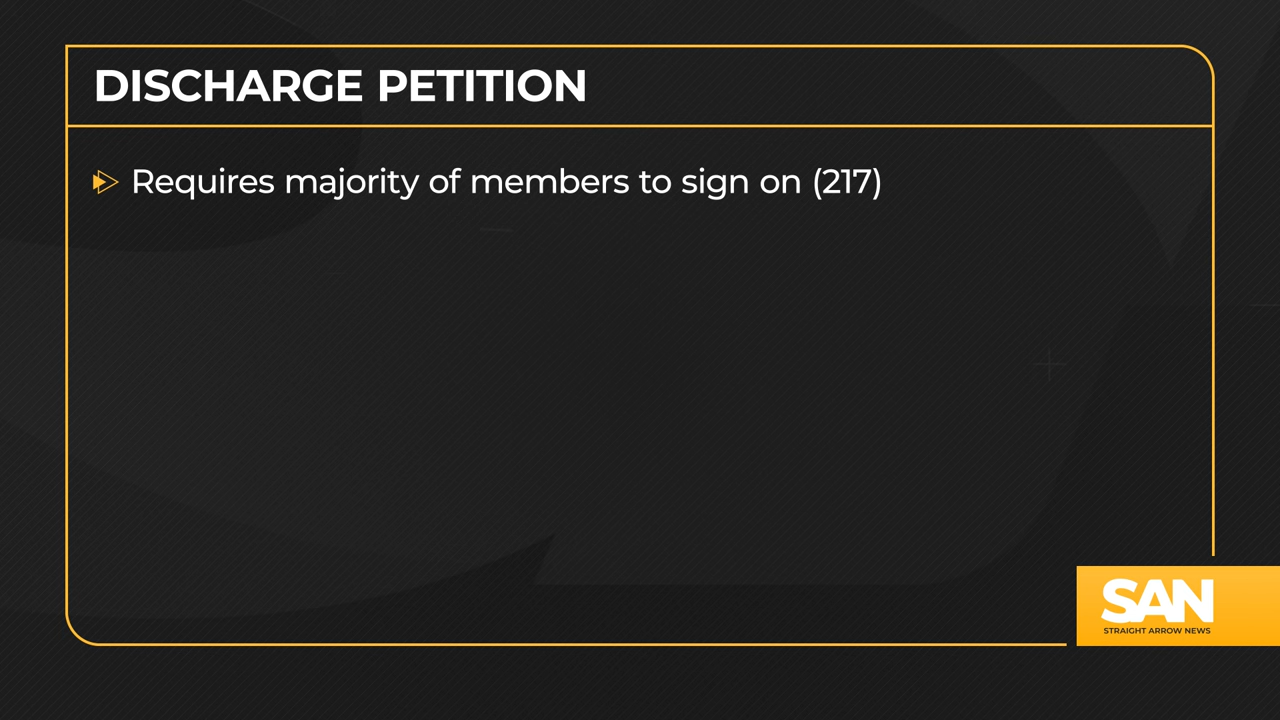 DISCHARGE PETITION
Requires majority of members to sign on (217)
SAN
STRAIGHT ARROW NEWS